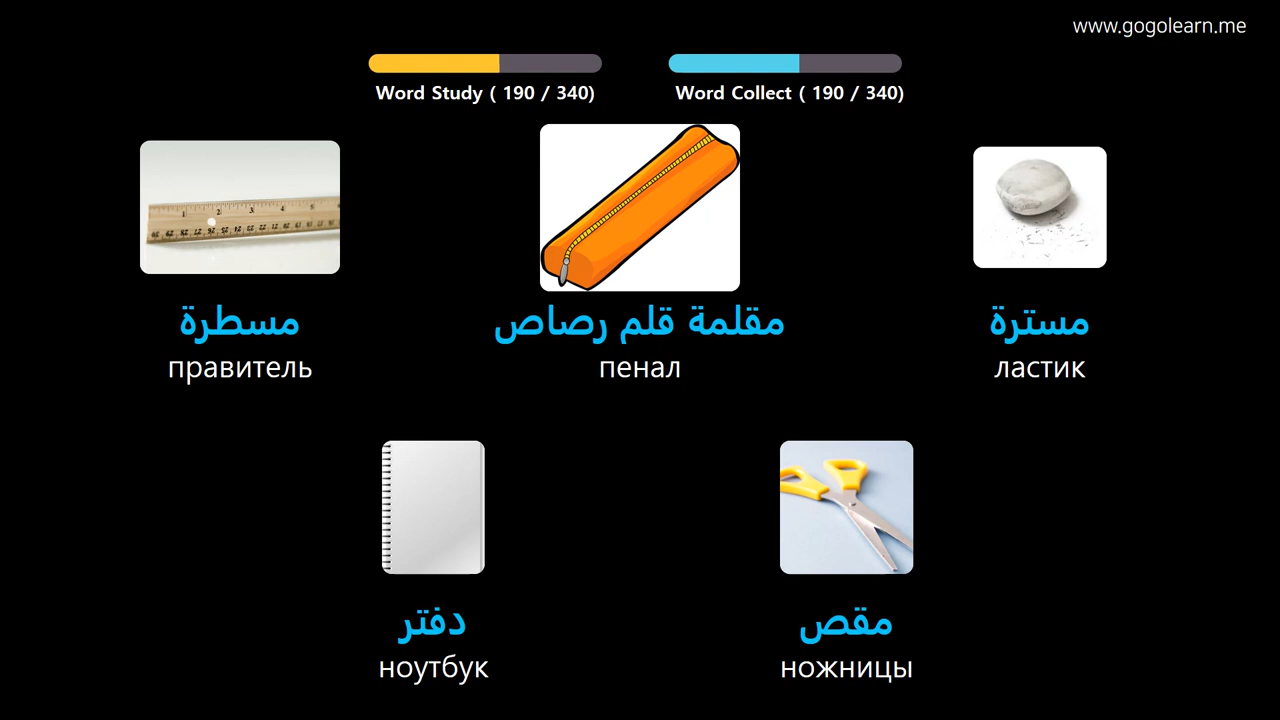 www.gogolearn.me
Word Study ( 190 / 340)
Word Collect ( 190 / 340)
مسطرة
правитель
مقلمة قلم رصاص
пенал
مسترة
ластик
دفتر
ноутбук
مقص
ножницы